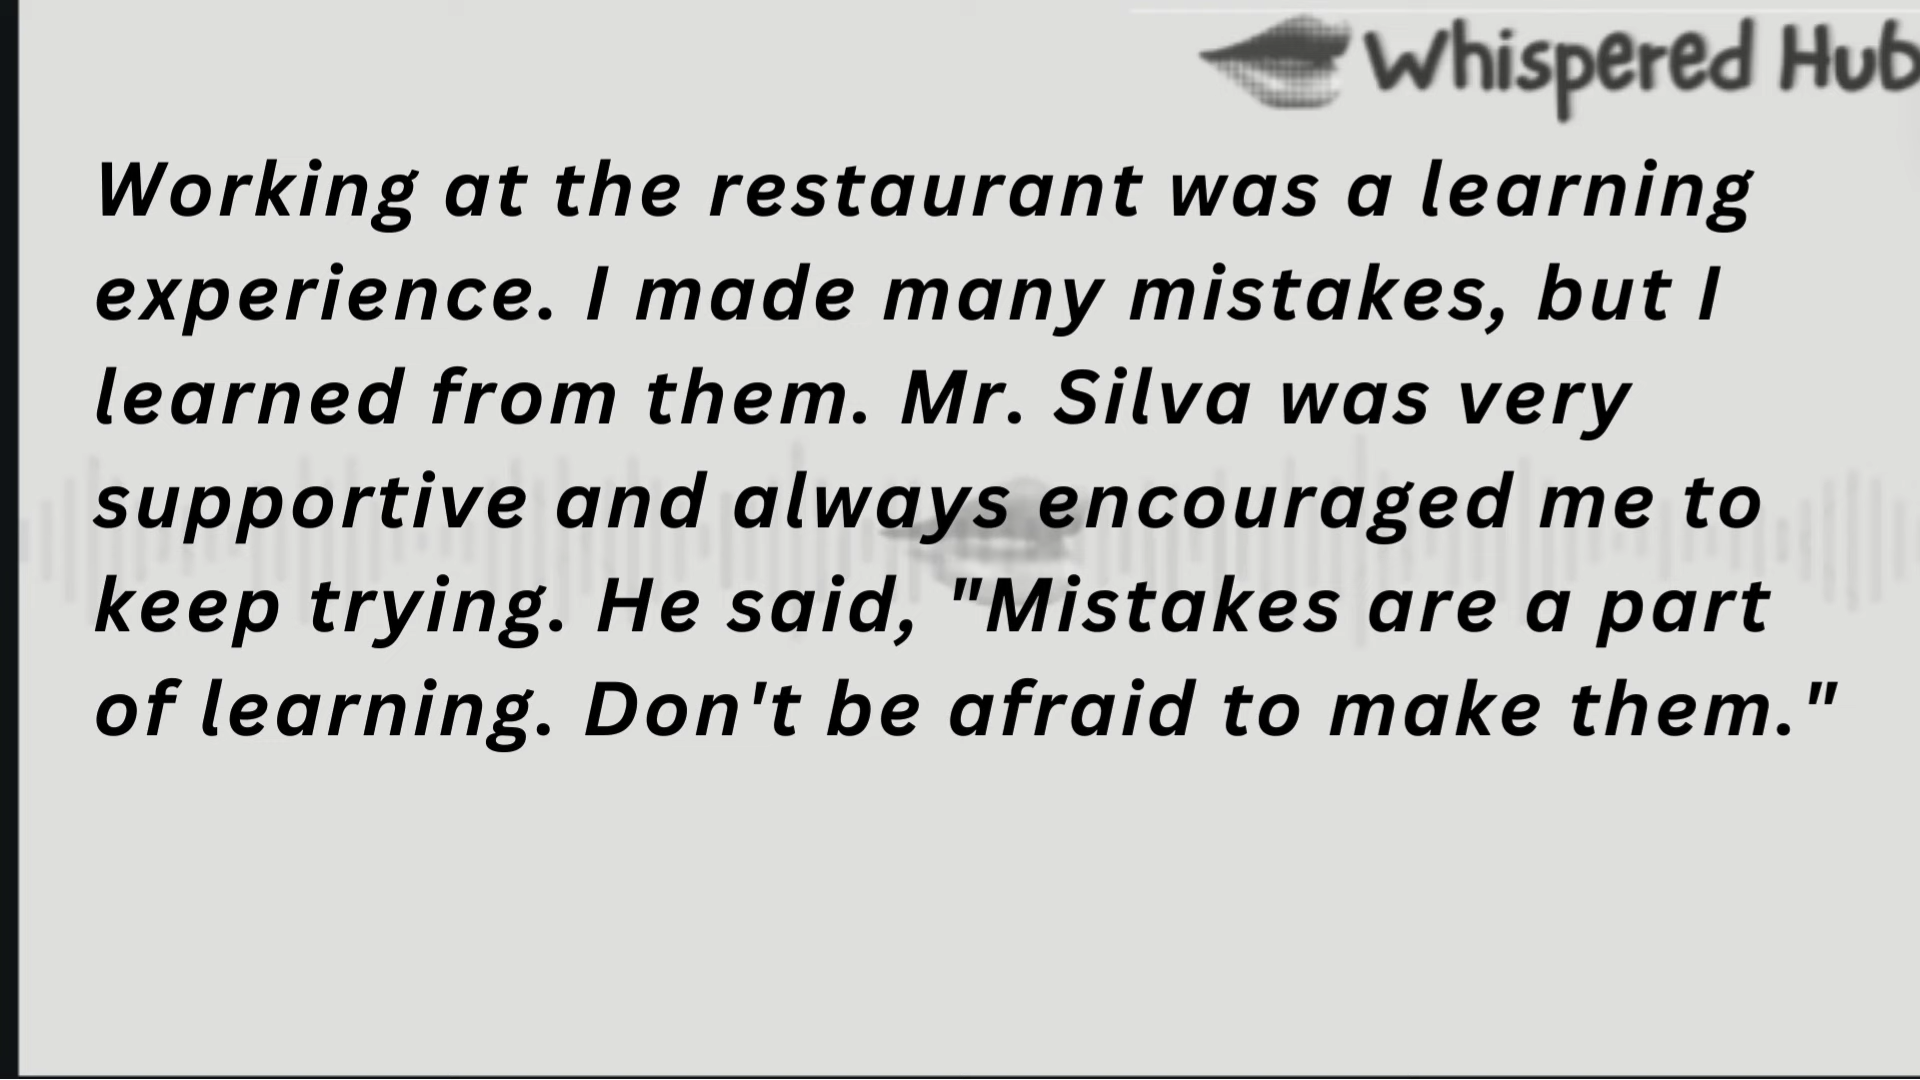 Whispered Hub
Working at the restaurant was a learning
experience. I made many mistakes, but I
learned from them. Mr. Silva was very
supportive and always encouraged me to
keep trying. He said, "Mistakes are a part
of learning. Don't be afraid to make them."